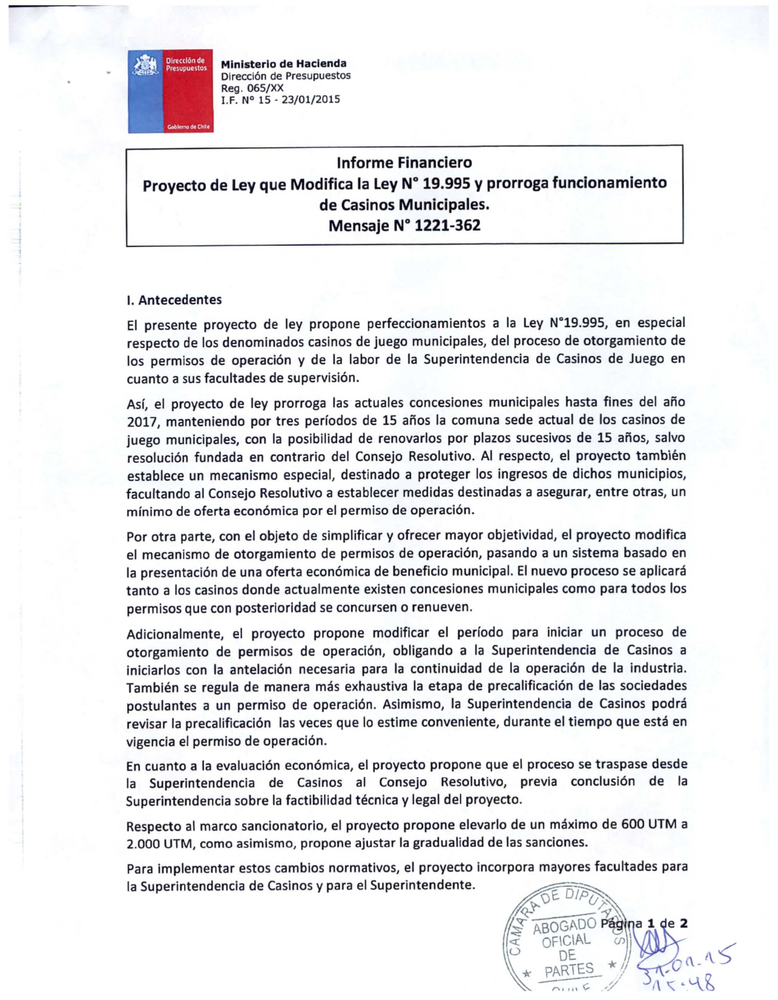 Dirección de
Presupuestos
Gobierno de Chile
Ministerio de Hacienda
Dirección de Presupuestos
Reg. 065/XX
I.F. Nº 15 - 23/01/2015
Informe Financiero
Proyecto de Ley que Modifica la Ley N° 19.995 y prorroga funcionamiento
de Casinos Municipales.
Mensaje N° 1221-362
I. Antecedentes
El presente proyecto de ley propone perfeccionamientos a la Ley N°19.995, en especial
respecto de los denominados casinos de juego municipales, del proceso de otorgamiento de
los permisos de operación y de la labor de la Superintendencia de Casinos de Juego en
cuanto a sus facultades de supervisión.
Así, el proyecto de ley prorroga las actuales concesiones municipales hasta fines del año
2017, manteniendo por tres períodos de 15 años la comuna sede actual de los casinos de
juego municipales, con la posibilidad de renovarlos por plazos sucesivos de 15 años, salvo
resolución fundada en contrario del Consejo Resolutivo. Al respecto, el proyecto también
establece un mecanismo especial, destinado a proteger los ingresos de dichos municipios,
facultando al Consejo Resolutivo a establecer medidas destinadas a asegurar, entre otras, un
mínimo de oferta económica por el permiso de operación.
Por otra parte, con el objeto de simplificar y ofrecer mayor objetividad, el proyecto modifica
el mecanismo de otorgamiento de permisos de operación, pasando a un sistema basado en
la presentación de una oferta económica de beneficio municipal. El nuevo proceso se aplicará
tanto a los casinos donde actualmente existen concesiones municipales como para todos los
permisos que con posterioridad se concursen o renueven.
Adicionalmente, el proyecto propone modificar el período para iniciar un proceso de
otorgamiento de permisos de operación, obligando a la Superintendencia de Casinos a
iniciarlos con la antelación necesaria para la continuidad de la operación de la industria.
También se regula de manera más exhaustiva la etapa de precalificación de las sociedades
postulantes a un permiso de operación. Asimismo, la Superintendencia de Casinos podrá
revisar la precalificación las veces que lo estime conveniente, durante el tiempo que está en
vigencia el permiso de operación.
En cuanto a la evaluación económica, el proyecto propone que el proceso se traspase desde
la Superintendencia de Casinos al Consejo Resolutivo, previa conclusión de la
Superintendencia sobre la factibilidad técnica y legal del proyecto.
Respecto al marco sancionatorio, el proyecto propone elevarlo de un máximo de 600 UTM a
2.000 UTM, como asimismo, propone ajustar la gradualidad de las sanciones.
Para implementar estos cambios normativos, el proyecto incorpora mayores facultades para
la Superintendencia de Casinos y para el Superintendente.
CAMARA DE DIPUTADOS
ABOGADO
OFICIAL
DE
PARTES
CHILE
Página 1 de 2
15:48